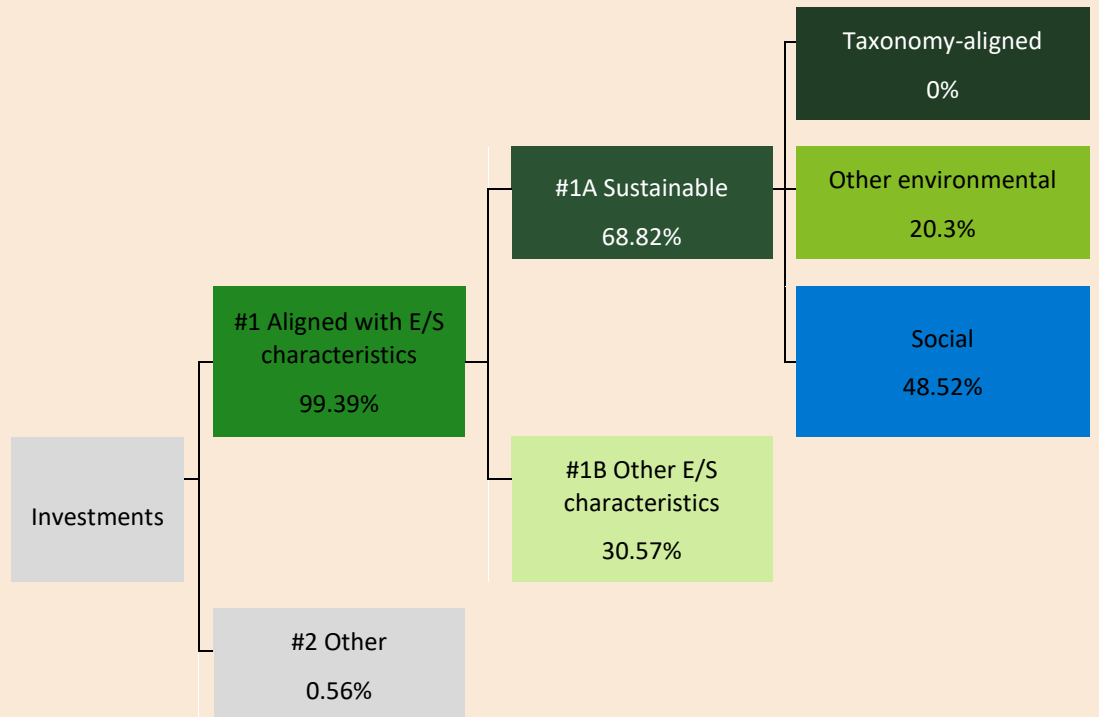 Taxonomy-aligned
0%
#1A Sustainable
68.82%
Other environmental
20.3%
#1 Aligned with E/S
characteristics
99.39%
Social
48.52%
Investments
#1B Other E/S
characteristics
30.57%
#2 Other
0.56%